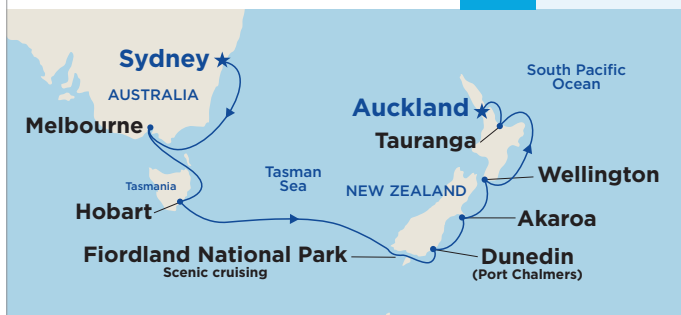 Sydney
South Pacific
Ocean
AUSTRALIA
Auckland
Melbourne
Tauranga
Tasman
Sea
Wellington
Tasmania
NEW ZEALAND
Hobart
Akaroa
Fiordland National Park
Scenic cruising
Dunedin
(Port Chalmers)